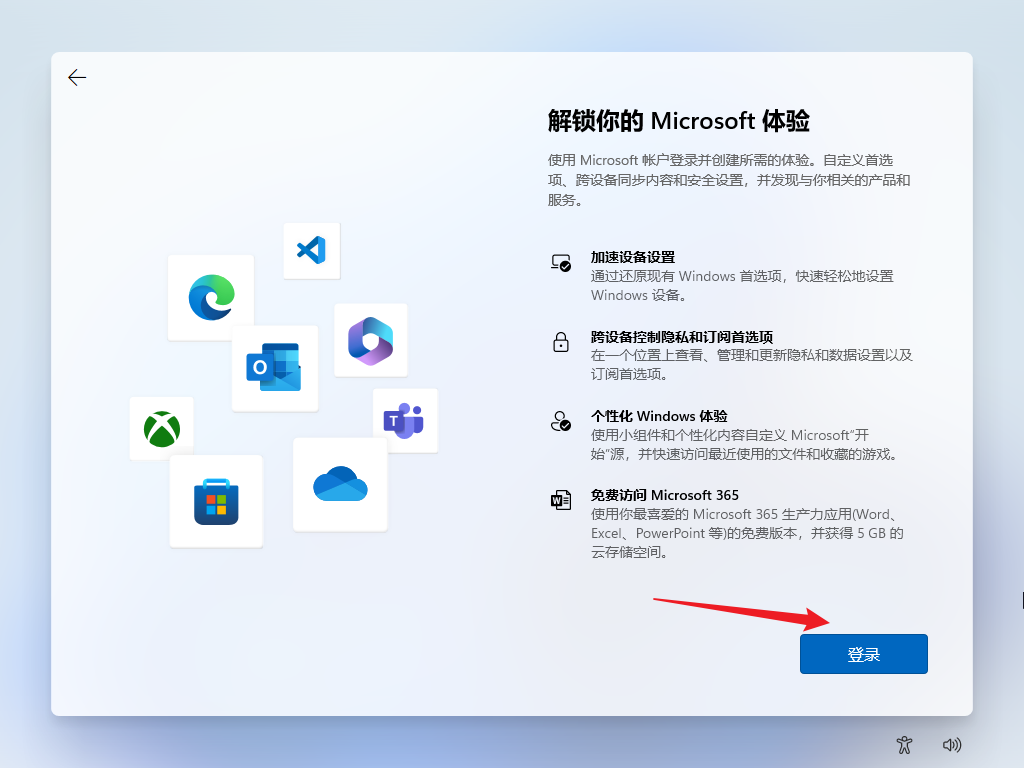 解锁你的 Microsoft 体验
使用 Microsoft 帐户登录并创建所需的体验。自定义首选
项、跨设备同步内容和安全设置，并发现与你相关的产品和
服务。
加速设备设置
通过还原现有 Windows 首选项，快速轻松地设置
Windows 设备。
跨设备控制隐私和订阅首选项
在一个位置上查看、管理和更新隐私和数据设置以及
订阅首选项。
个性化 Windows 体验
使用小组件和个性化内容自定义 Microsoft“开
始”源，并快速访问最近使用的文件和收藏的游戏。
免费访问 Microsoft 365
使用你最喜爱的 Microsoft 365 生产力应用(Word、
Excel、PowerPoint 等)的免费版本，并获得 5 GB 的
云存储空间。
登录